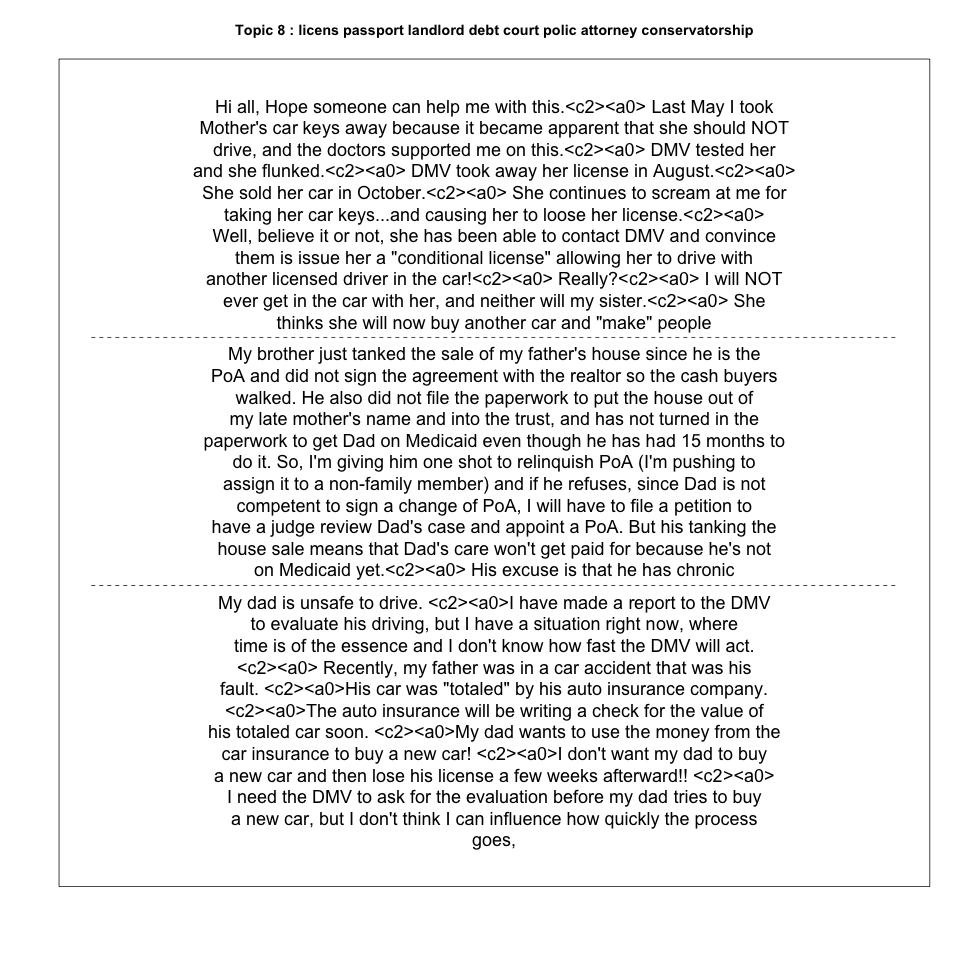 Topic 8 : licens passport landlord debt court polic attorney conservatorship
Hi all, Hope someone can help me with this.<c2><a0> Last May I took
Mother's car keys away because it became apparent that she should NOT
drive, and the doctors supported me on this.<c2><a0> DMV tested her
and she flunked.<c2><a0> DMV took away her license in August.<c2><a0>
She sold her car in October.<c2><a0> She continues to scream at me for
taking her car keys...and causing her to loose her license.<c2><a0>
Well, believe it or not, she has been able to contact DMV and convince
them is issue her a "conditional license" allowing her to drive with
another licensed driver in the car!<c2><a0> Really?<c2><a0> I will NOT
ever get in the car with her, and neither will my sister.<c2><a0> She
thinks she will now buy another car and "make" people
My brother just tanked the sale of my father's house since he is the
PoA and did not sign the agreement with the realtor so the cash buyers
walked. He also did not file the paperwork to put the house out of
my late mother's name and into the trust, and has not turned in the
paperwork to get Dad on Medicaid even though he has had 15 months to
do it. So, I'm giving him one shot to relinquish PoA (I'm pushing to
assign it to a non-family member) and if he refuses, since Dad is not
competent to sign a change of PoA, I will have to file a petition to
have a judge review Dad's case and appoint a PoA. But his tanking the
house sale means that Dad's care won't get paid for because he's not
on Medicaid yet.<c2><a0> His excuse is that he has chronic
My dad is unsafe to drive. <c2><a0>I have made a report to the DMV
to evaluate his driving, but I have a situation right now, where
time is of the essence and I don't know how fast the DMV will act.
<c2><a0> Recently, my father was in a car accident that was his
fault. <c2><a0>His car was "totaled" by his auto insurance company.
<c2><a0>The auto insurance will be writing a check for the value of
his totaled car soon. <c2><a0>My dad wants to use the money from the
car insurance to buy a new car! <c2><a0>I don't want my dad to buy
a new car and then lose his license a few weeks afterward!! <c2><a0>
I need the DMV to ask for the evaluation before my dad tries to buy
a new car, but I don't think I can influence how quickly the process
goes,